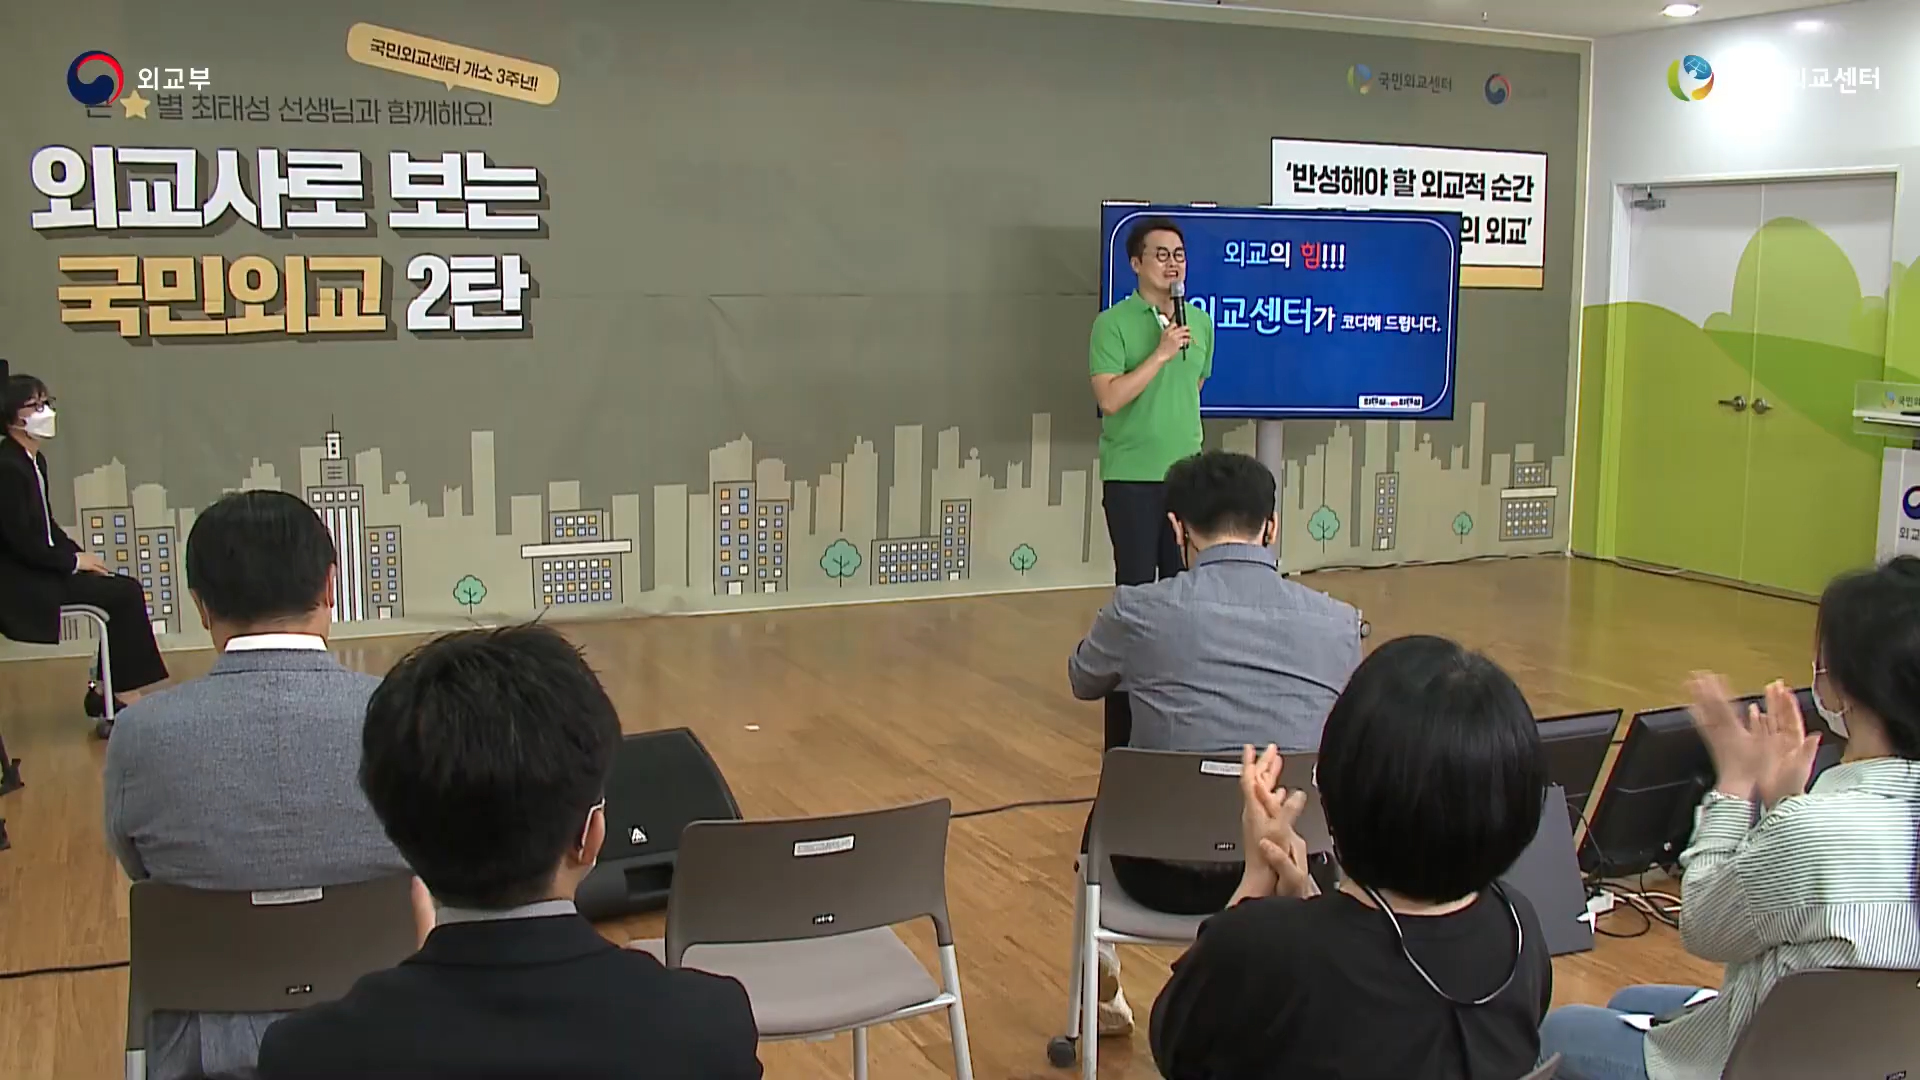 외교부
국민외교센터 개소 3주년!
별 최태성 선생님과 함께해요!
외교사로 보는
국민외교 2탄
국민외교센터
외교센터
'반성해야 할 외교적 순간
의 외교'
외교의 힘!!!
외교센터가 코디해 드립니다.